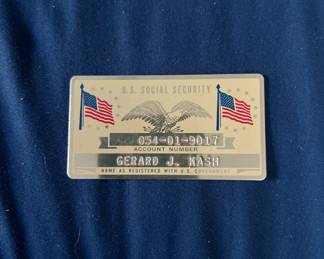 U.S. SOCIAL SECURITY
054-01-9017
ACCOUNT NUMBER
GERARD J. KASH
NAME AS REGISTERED WITH U.S. GOVERNMENT